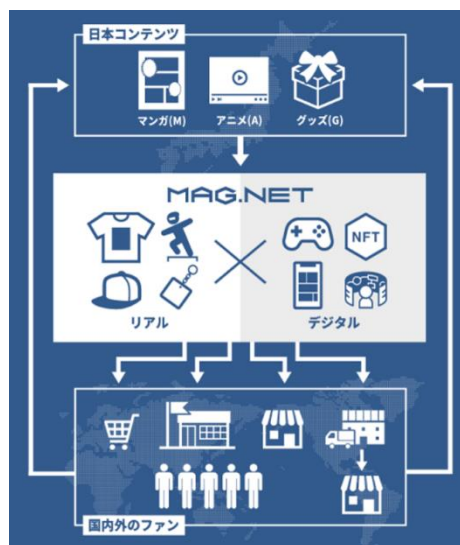 日本コンテンツ
マンガ(M)
アニメ(A)
グッズ(G)
MAG.NET
NFT
リアル
デジタル
国内外のファン